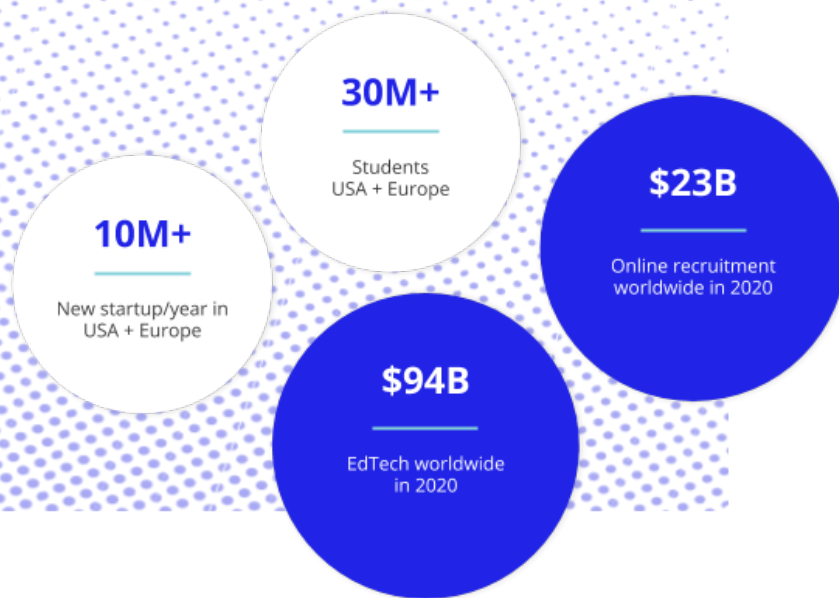 30M+
Students
USA + Europe
$23B
Online recruitment
worldwide in 2020
10M+
New startup/year in
USA + Europe
$94B
EdTech worldwide
in 2020